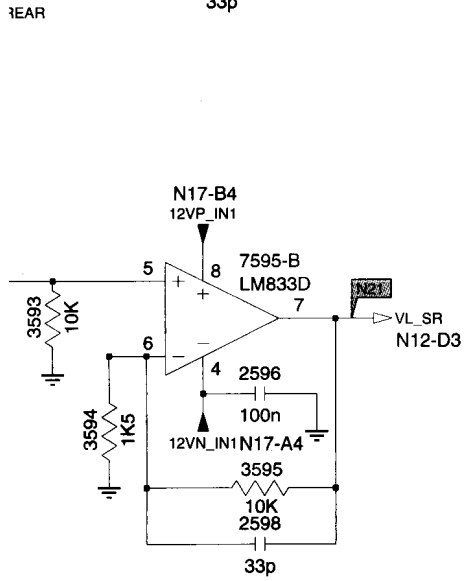 33p
REAR
N17-B4
12VP_IN1
7595-B
LM833D
5
8
7
+
+
N21
VL_SR
N12-D3
3593
10K
6
−
−
4
2596
100n
3594
1K5
12VN_IN1 N17-A4
3595
10K
2598
33p